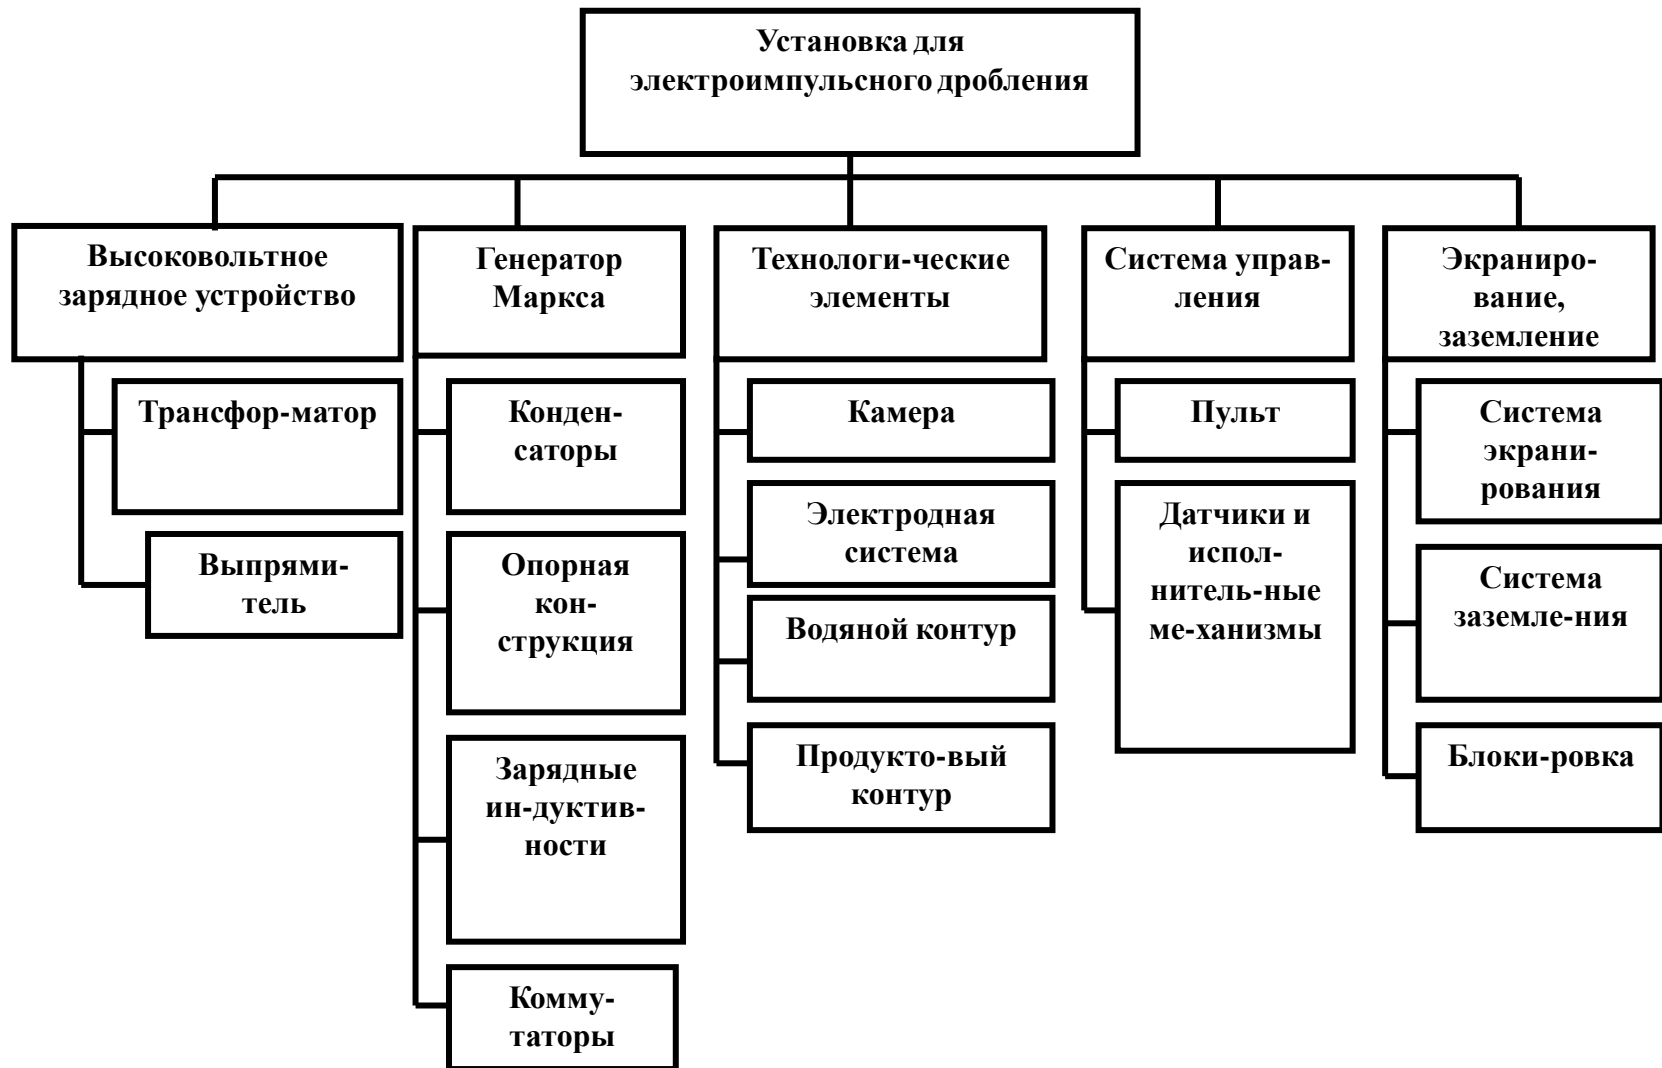 Установка для
электроимпульсного дробления
Высоковольтное
зарядное устройство
Трансфор-матор
Выпрями-
тель
Генератор
Маркса
Конден-
саторы
Опорная
кон-
струкция
Зарядные
ин-дуктив-
ности
Комму-
таторы
Технологи-ческие
элементы
Камера
Электродная
система
Водяной контур
Продукто-вый
контур
Система управ-
ления
Пульт
Датчики и
испол-
нитель-ные
ме-ханизмы
Экраниро-
вание,
заземление
Система
экрани-
рования
Система
заземле-ния
Блоки-ровка